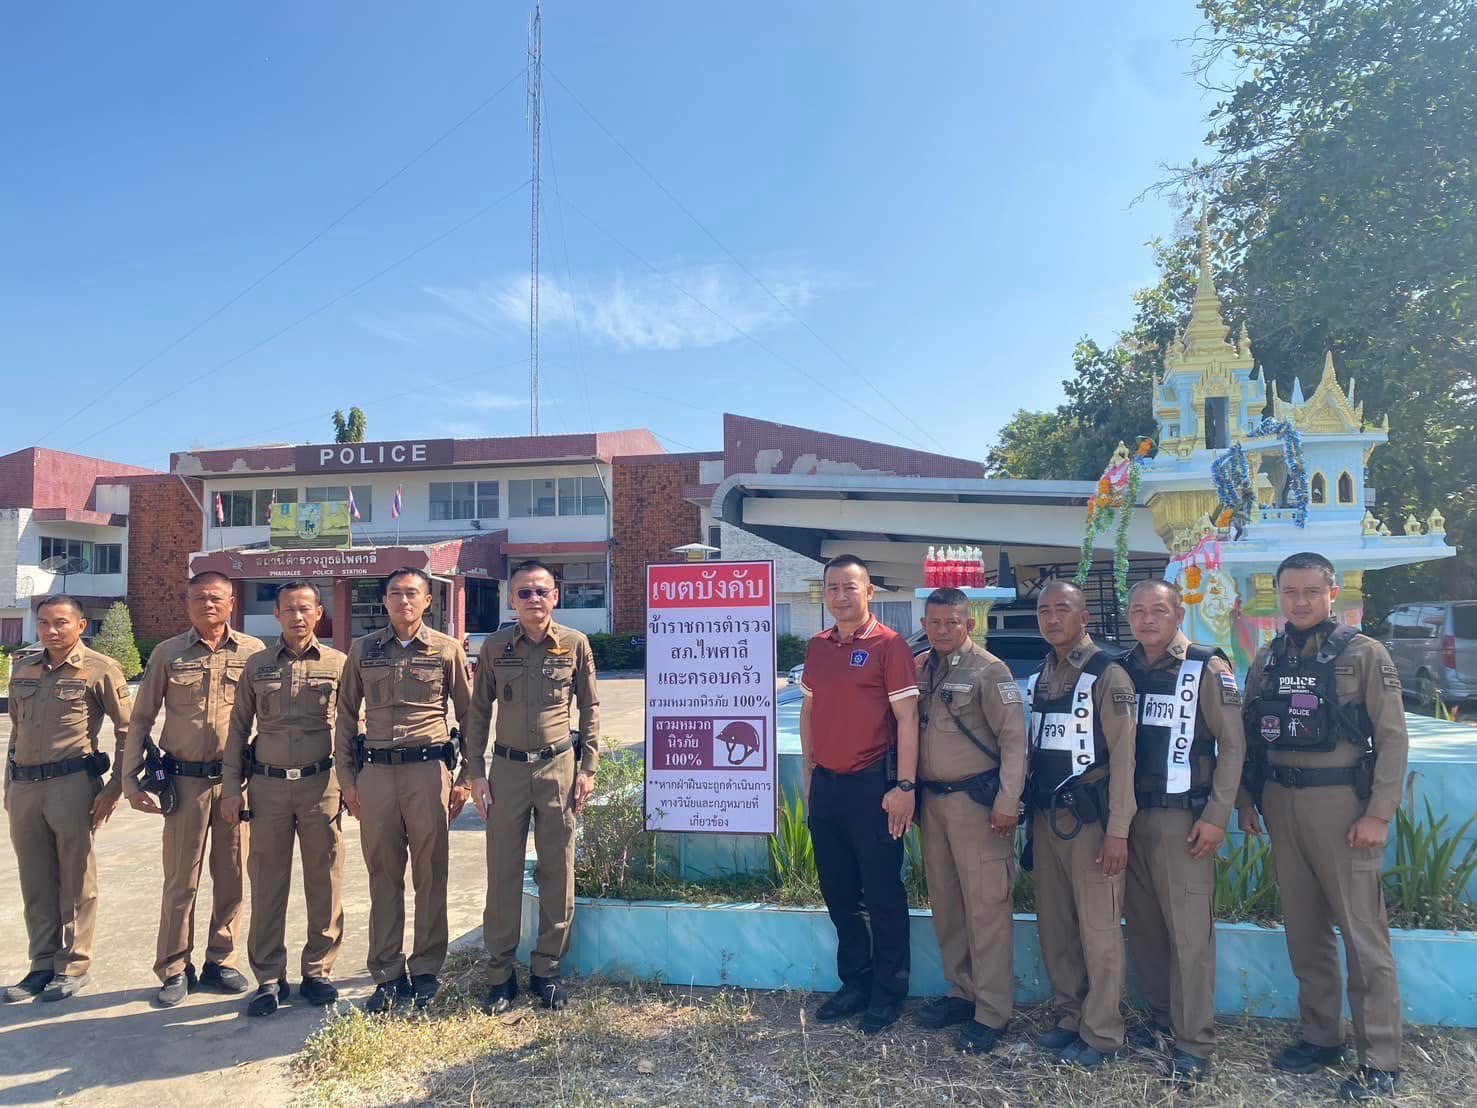 POLICE
สถานีตำรวจภูธรไพศาลี
PHAISALEE POLICE STATION
เขตบังคับ
ข้าราชการตำรวจ
สภ.ไพศาลี
และครอบครัว
สวมหมวกนิรภัย 100%
สวมหมวก
นิรภัย
100%
**หากฝ่าฝืนจะถูกดำเนินการ
ทางวินัยและกฎหมายที่
เกี่ยวข้อง
POLICE
ตำรวจ
POLICE
POLICE
POLICE
POLICE